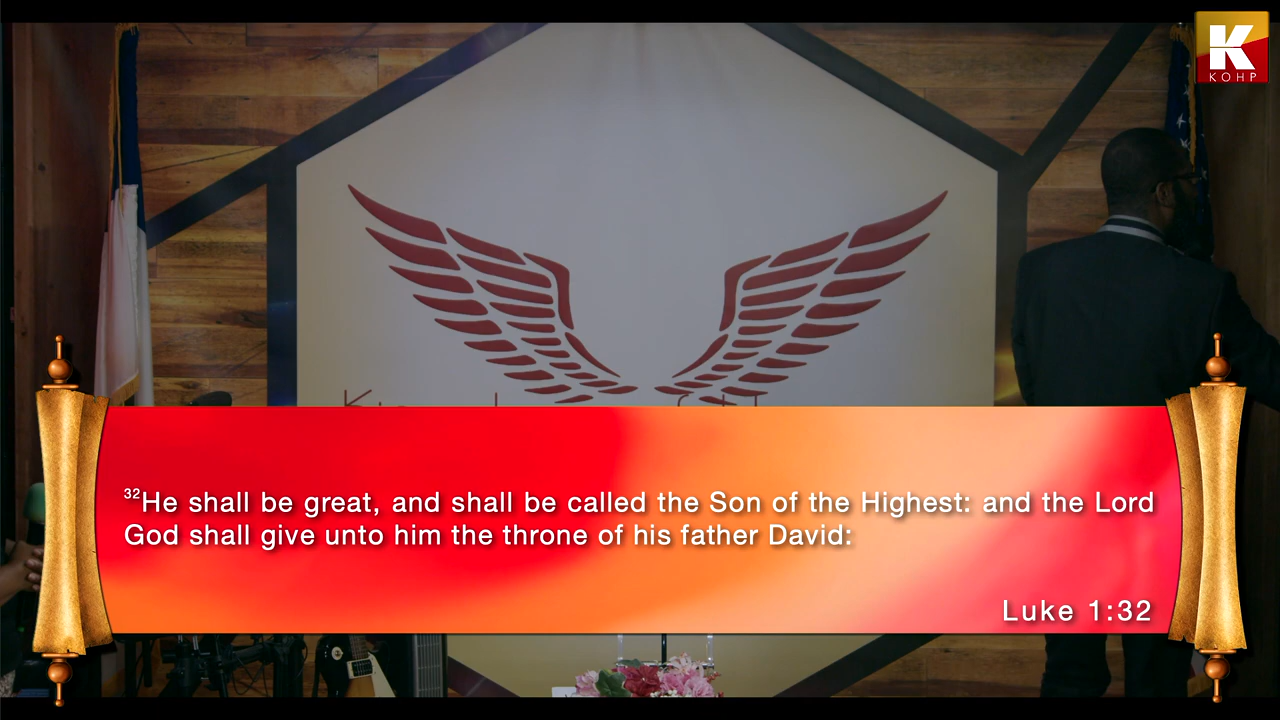 K
KOHP
³²He shall be great, and shall be called the Son of the Highest: and the Lord
God shall give unto him the throne of his father David:
Luke 1:32